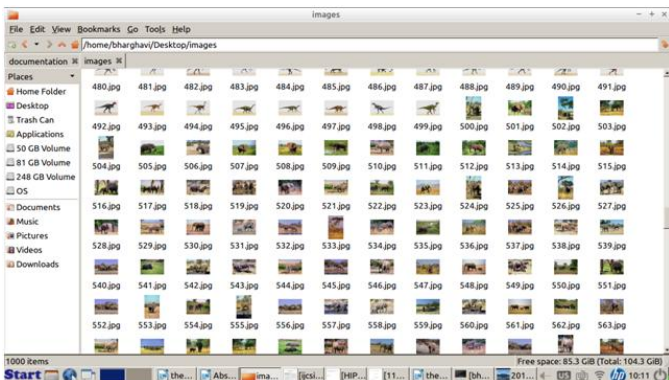 images
File Edit View Bookmarks Go Tools Help
/home/bharghavi/Desktop/images
documentation images
Places
Home Folder
Desktop
Trash Can
Applications
50 GB Volume
81 GB Volume
248 GB Volume
OS
Documents
Music
Pictures
Videos
Downloads
480.jpg 481.jpg 482.jpg 483.jpg 484.jpg 485.jpg 486.jpg 487.jpg 488.jpg 489.jpg 490.jpg 491.jpg
492.jpg 493.jpg 494.jpg 495.jpg 496.jpg 497.jpg 498.jpg 499.jpg 500.jpg 501.jpg 502.jpg 503.jpg
504.jpg 505.jpg 506.jpg 507.jpg 508.jpg 509.jpg 510.jpg 511.jpg 512.jpg 513.jpg 514.jpg 515.jpg
516.jpg 517.jpg 518.jpg 519.jpg 520.jpg 521.jpg 522.jpg 523.jpg 524.jpg 525.jpg 526.jpg 527.jpg
528.jpg 529.jpg 530.jpg 531.jpg 532.jpg 533.jpg 534.jpg 535.jpg 536.jpg 537.jpg 538.jpg 539.jpg
540.jpg 541.jpg 542.jpg 543.jpg 544.jpg 545.jpg 546.jpg 547.jpg 548.jpg 549.jpg 550.jpg 551.jpg
552.jpg 553.jpg 554.jpg 555.jpg 556.jpg 557.jpg 558.jpg 559.jpg 560.jpg 561.jpg 562.jpg 563.jpg
1000 items Free space: 85.3 GiB (Total: 104.3 GiB)
Start the... Abs... ima... [ijcsi... [HIP... [11... the... [bh... 201... US 10:11